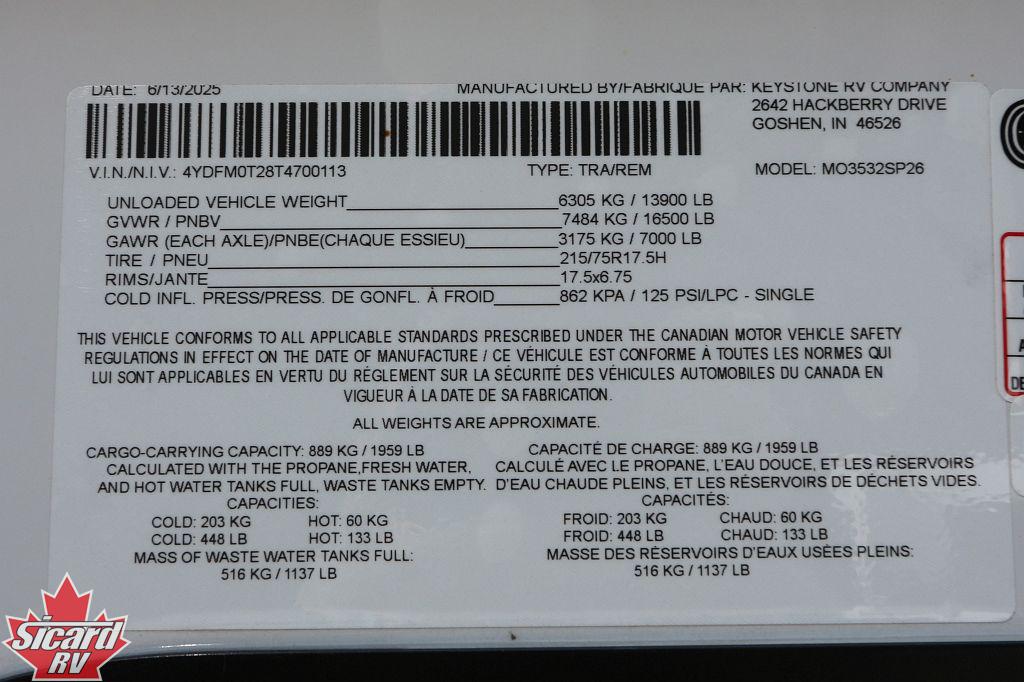 DATE: 6/13/2025 MANUFACTURED BY/FABRIQUE PAR: KEYSTONE RV COMPANY
2642 HACKBERRY DRIVE
GOSHEN, IN 46526
V.I.N./N.I.V.: 4YDFM0T28T4700113 TYPE: TRA/REM MODEL: MO3532SP26
UNLOADED VEHICLE WEIGHT 6305 KG / 13900 LB
GVWR / PNBV 7484 KG / 16500 LB
GAWR (EACH AXLE)/PNBE(CHAQUE ESSIEU) 3175 KG / 7000 LB
TIRE / PNEU 215/75R17.5H
RIMS/JANTE 17.5x6.75
COLD INFL. PRESS/PRESS. DE GONFL. À FROID 862 KPA / 125 PSI/LPC - SINGLE
THIS VEHICLE CONFORMS TO ALL APPLICABLE STANDARDS PRESCRIBED UNDER THE CANADIAN MOTOR VEHICLE SAFETY
REGULATIONS IN EFFECT ON THE DATE OF MANUFACTURE / CE VÉHICULE EST CONFORME À TOUTES LES NORMES QUI
LUI SONT APPLICABLES EN VERTU DU RÉGLEMENT SUR LA SÉCURITÉ DES VÉHICULES AUTOMOBILES DU CANADA EN
VIGUEUR À LA DATE DE SA FABRICATION.
ALL WEIGHTS ARE APPROXIMATE.
CARGO-CARRYING CAPACITY: 889 KG / 1959 LB CAPACITÉ DE CHARGE: 889 KG / 1959 LB
CALCULATED WITH THE PROPANE,FRESH WATER, CALCULÉ AVEC LE PROPANE, L'EAU DOUCE, ET LES RÉSERVOIRS
AND HOT WATER TANKS FULL, WASTE TANKS EMPTY. D'EAU CHAUDE PLEINS, ET LES RÉSERVOIRS DE DÉCHETS VIDES.
CAPACITIES: CAPACITÉS:
COLD: 203 KG HOT: 60 KG FROID: 203 KG CHAUD: 60 KG
COLD: 448 LB HOT: 133 LB FROID: 448 LB CHAUD: 133 LB
MASS OF WASTE WATER TANKS FULL: MASSE DES RÉSERVOIRS D'EAUX USÉES PLEINS:
516 KG / 1137 LB 516 KG / 1137 LB
Sicard
RV